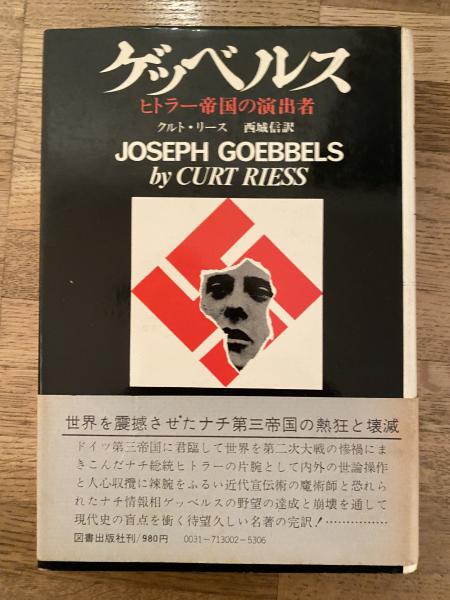 ゲッベルス
ヒトラー帝国の演出者
クルト・リース　西城信訳
JOSEPH GOEBBELS
by CURT RIESS
世界を震撼させたナチ第三帝国の熱狂と壊滅
ドイツ第三帝国に君臨して世界を第二次大戦の惨禍にま
きこんだナチ総統ヒトラーの片腕として内外の世論操作
と人心収攬に辣腕をふるい近代宣伝術の魔術師と恐れら
れたナチ情報相ゲッベルスの野望の達成と崩壊を通して
現代史の盲点を衝く待望久しい名著の完訳！……………
図書出版社刊/980円　0031-713002-5306